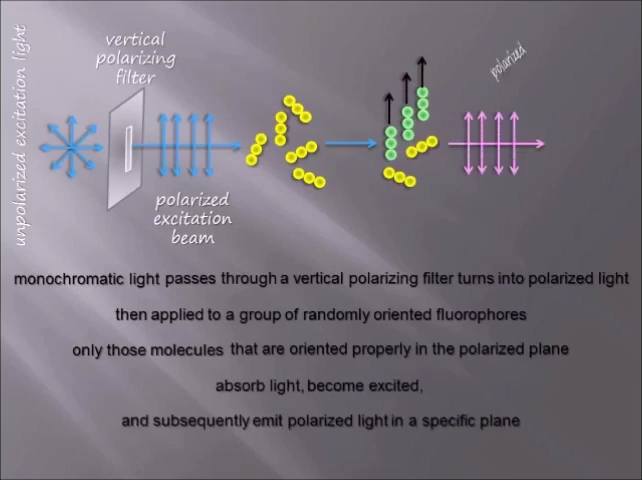 unpolarized excitation light
vertical
polarizing
filter
polarized
excitation
beam
polarized
monochromatic light passes through a vertical polarizing filter turns into polarized light
then applied to a group of randomly oriented fluorophores
only those molecules that are oriented properly in the polarized plane
absorb light, become excited,
and subsequently emit polarized light in a specific plane